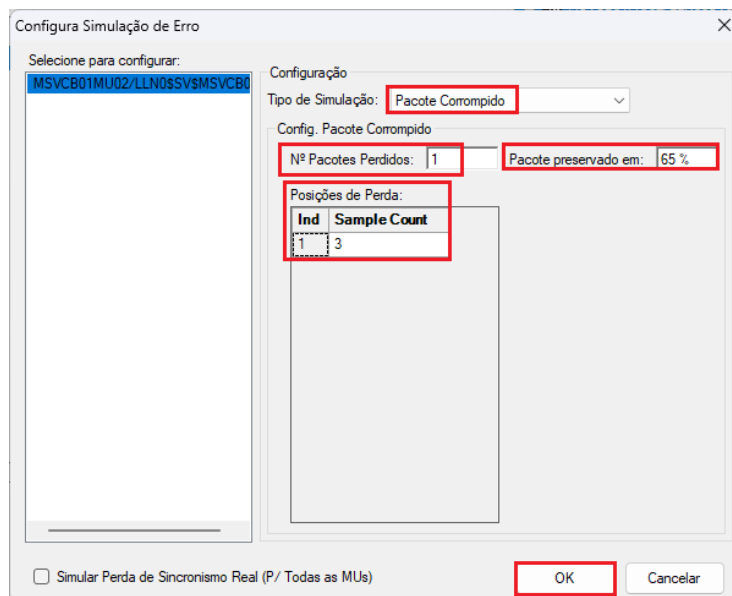 Configura Simulação de Erro
Selecione para configurar:
MSVCB01MU02/LLN0$SV$MSVCB0
Configuração
Tipo de Simulação: Pacote Corrompido
Config. Pacote Corrompido
Nº Pacotes Perdidos: 1 Pacote preservado em: 65 %
Posições de Perda:
Ind Sample Count
1 3
Simular Perda de Sincronismo Real (P/ Todas as MUs)
OK Cancelar